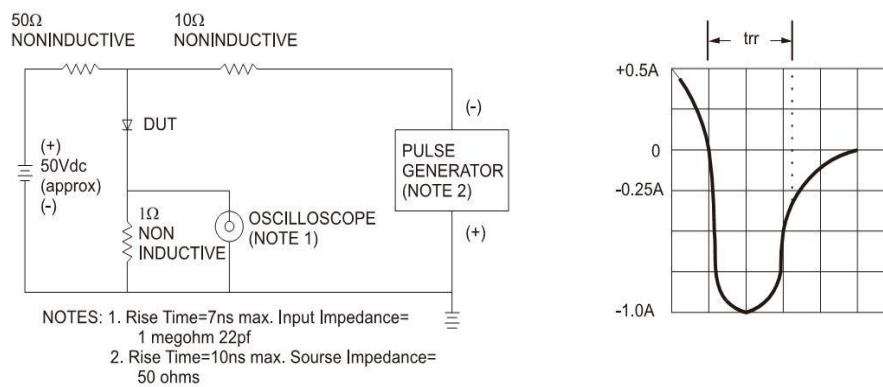 50Ω
NONINDUCTIVE
10Ω
NONINDUCTIVE
DUT
(+)
50Vdc
(approx)
(-)
1Ω
NON
INDUCTIVE
OSCILLOSCOPE
(NOTE 1)
(-)
PULSE
GENERATOR
(NOTE 2)
(+)
NOTES: 1. Rise Time=7ns max. Input Impedance=
1 megohm 22pf
2. Rise Time=10ns max. Sourse Impedance=
50 ohms
trr
+0.5A
0
-0.25A
-1.0A